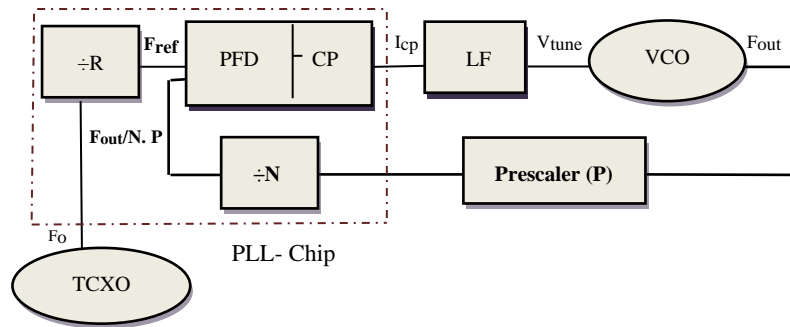 ÷R
Fref
PFD
CP
Icp
LF
Vtune
VCO
Fout
Fout/N. P
÷N
Prescaler (P)
Fo
PLL- Chip
TCXO